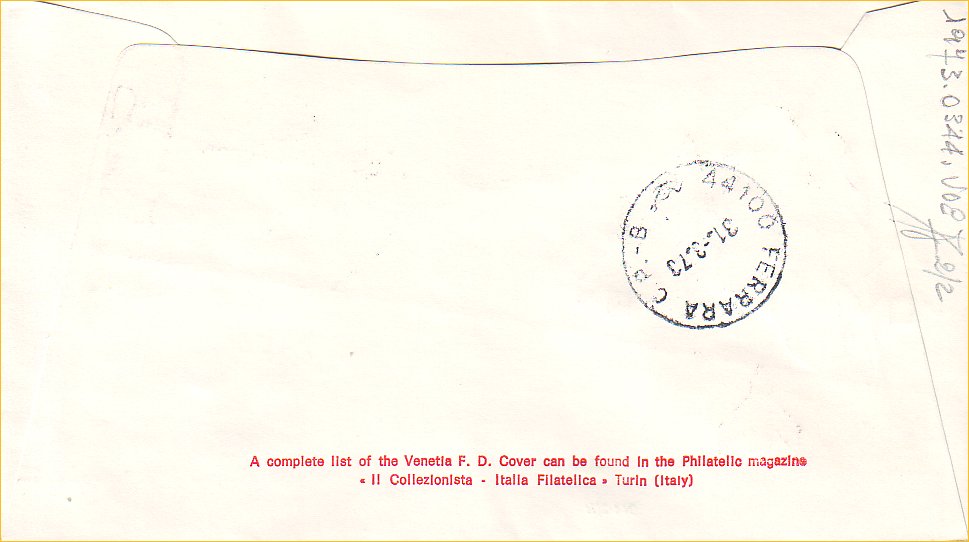 44100 FERRARA C.P.-B
31.-3.73
A complete list of the Venetia F. D. Cover can be found in the Philatelic magazine
« Il Collezionista - Italia Filatelica » Turin (Italy)